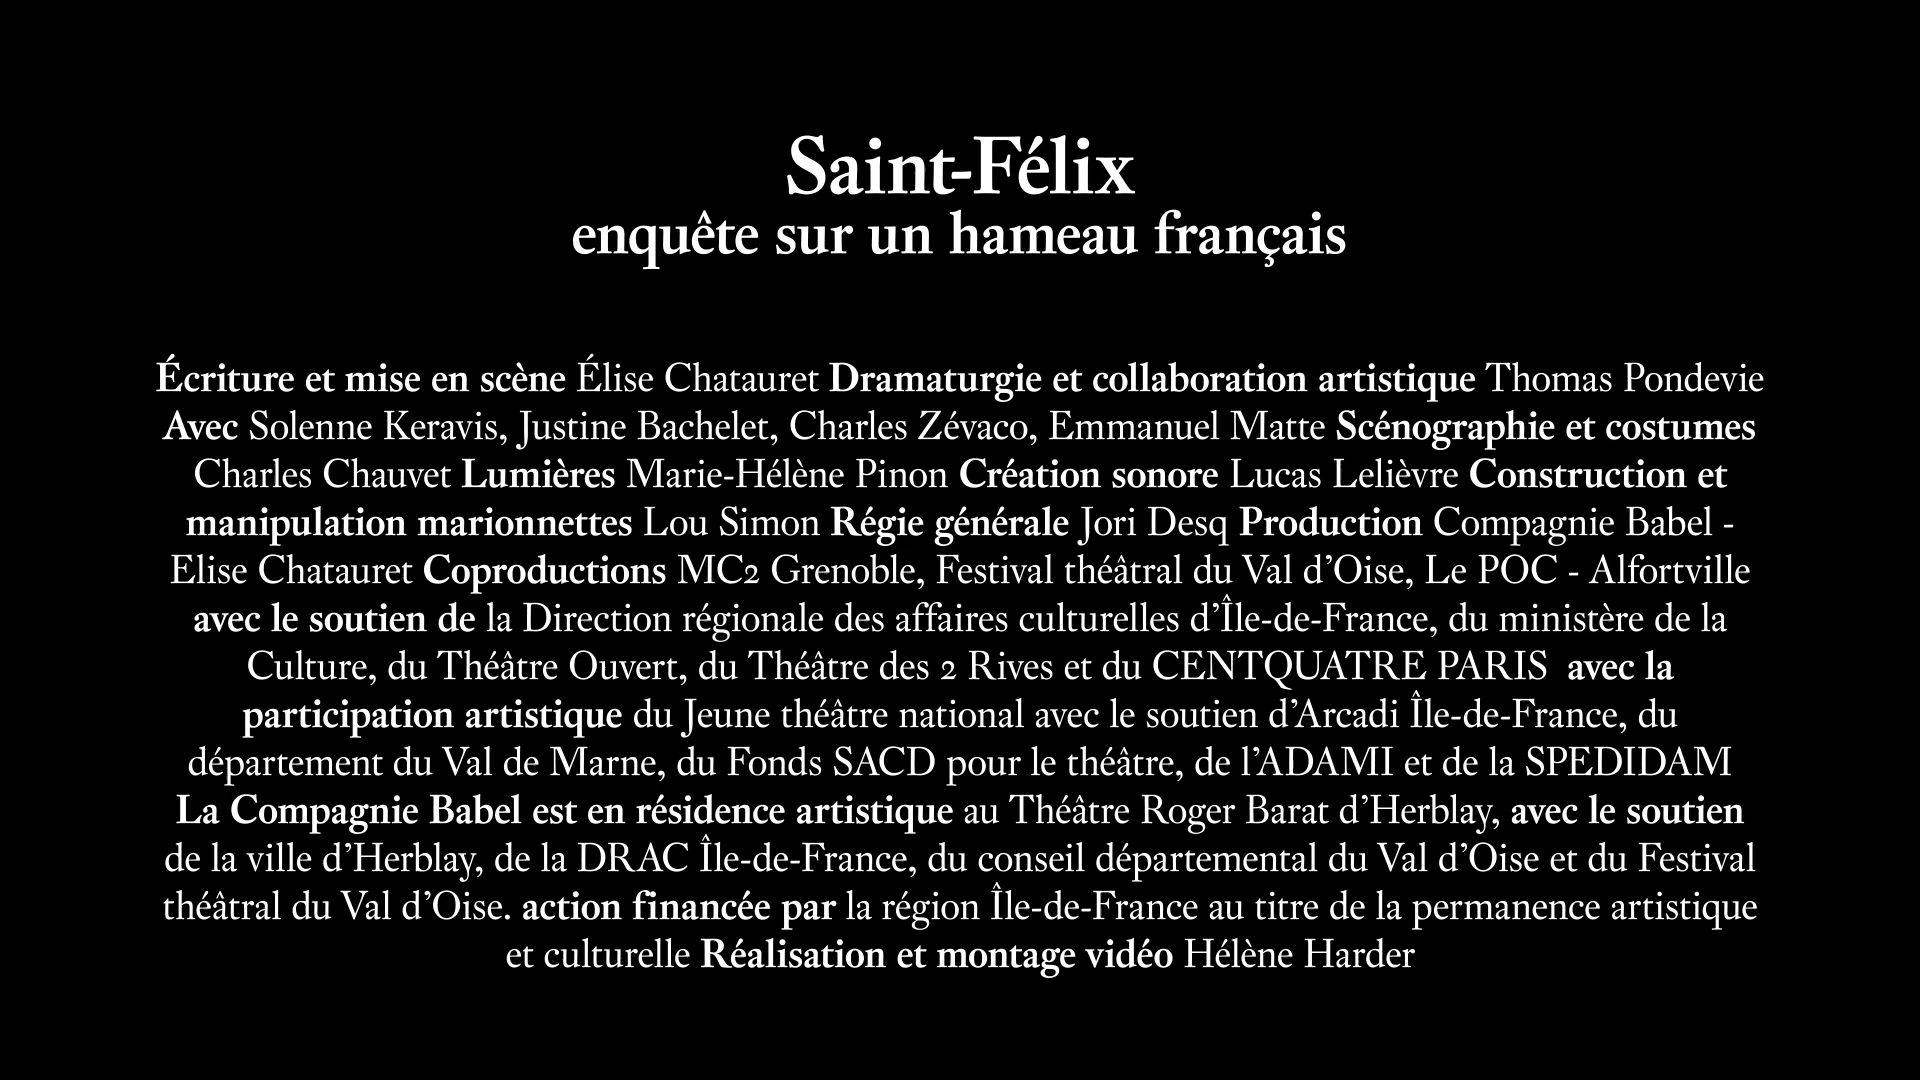 Saint-Félix
enquête sur un hameau français
Écriture et mise en scène Élise Chatauret Dramaturgie et collaboration artistique Thomas Pondevie
Avec Solenne Keravis, Justine Bachelet, Charles Zévaco, Emmanuel Matte Scénographie et costumes
Charles Chauvet Lumières Marie-Hélène Pinon Création sonore Lucas Lelièvre Construction et
manipulation marionnettes Lou Simon Régie générale Jori Desq Production Compagnie Babel -
Elise Chatauret Coproductions MC2 Grenoble, Festival théâtral du Val d’Oise, Le POC - Alfortville
avec le soutien de la Direction régionale des affaires culturelles d’Île-de-France, du ministère de la
Culture, du Théâtre Ouvert, du Théâtre des 2 Rives et du CENTQUATRE PARIS  avec la
participation artistique du Jeune théâtre national avec le soutien d’Arcadi Île-de-France, du
département du Val de Marne, du Fonds SACD pour le théâtre, de l’ADAMI et de la SPEDIDAM
La Compagnie Babel est en résidence artistique au Théâtre Roger Barat d’Herblay, avec le soutien
de la ville d’Herblay, de la DRAC Île-de-France, du conseil départemental du Val d’Oise et du Festival
théâtral du Val d’Oise. action financée par la région Île-de-France au titre de la permanence artistique
et culturelle Réalisation et montage vidéo Hélène Harder